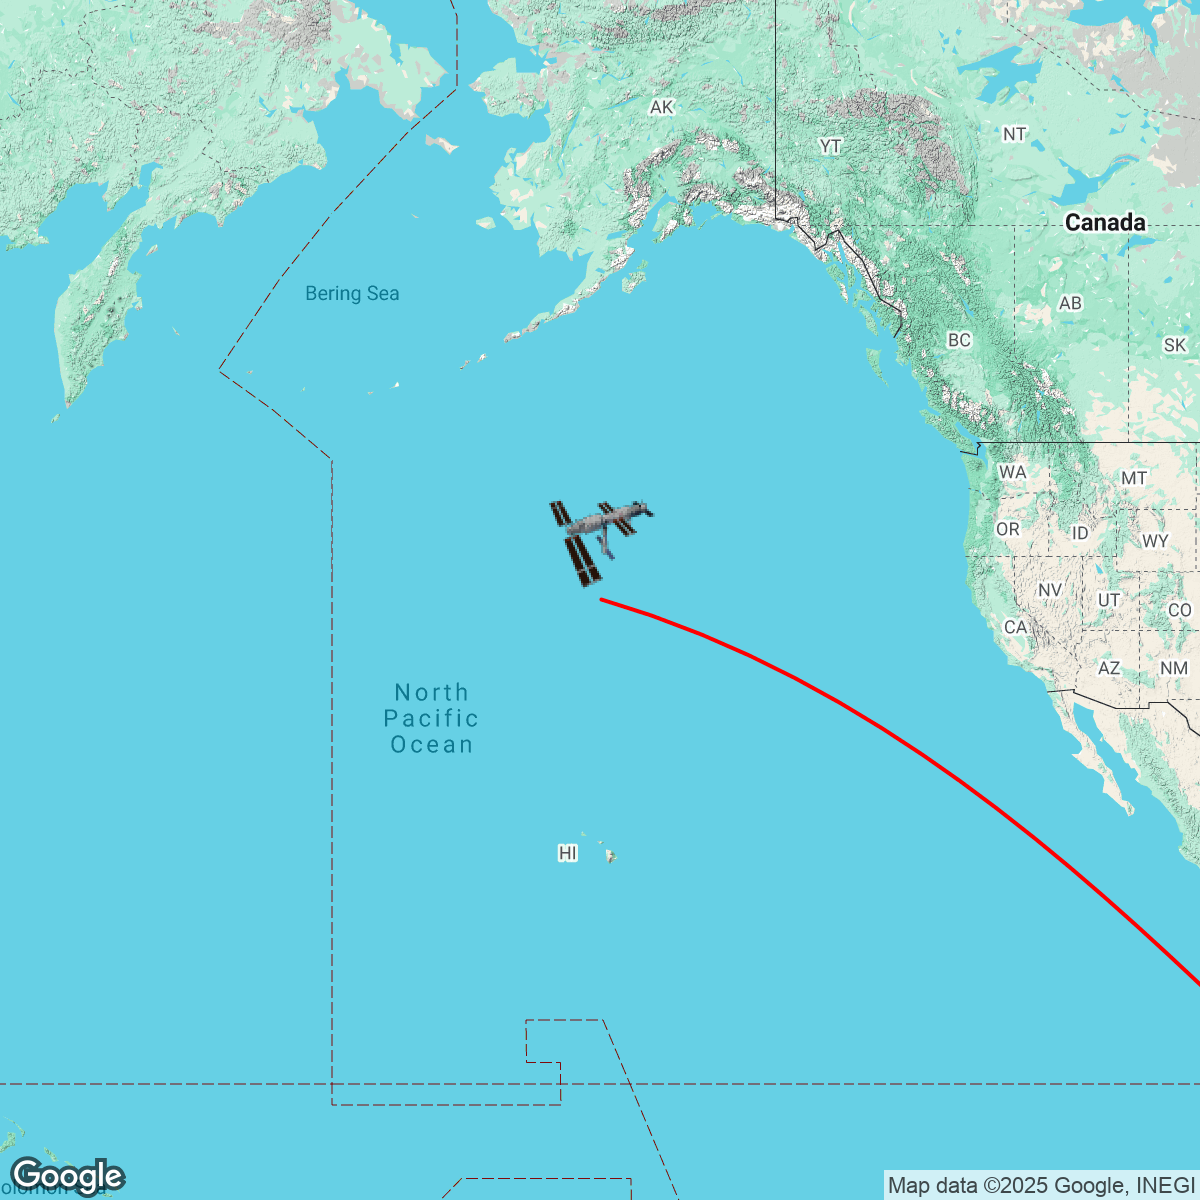 AK
YT
NT
Canada
Bering Sea
AB
BC
SK
WA
MT
OR
ID
WY
NV
UT
CO
CA
AZ
NM
North
Pacific
Ocean
HI
Google
Map data ©2025 Google, INEGI